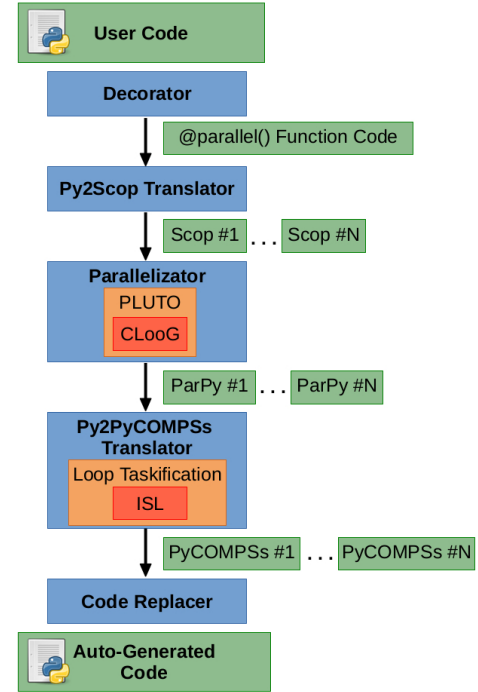 User Code
Decorator
@parallel() Function Code
Py2Scop Translator
Scop #1 ... Scop #N
Parallelizator
PLUTO
CLooG
ParPy #1 ... ParPy #N
Py2PyCOMPSs
Translator
Loop Taskification
ISL
PyCOMPSs #1 ... PyCOMPSs #N
Code Replacer
Auto-Generated
Code